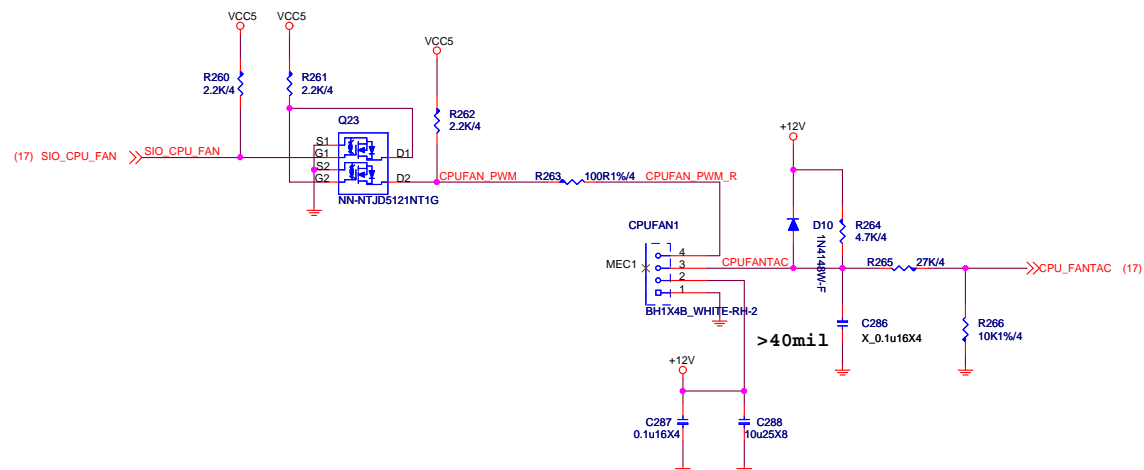 VCC5
VCC5
VCC5
R260
2.2K/4
R261
2.2K/4
R262
2.2K/4
Q23
S1
G1
S2
G2
D1
D2
NN-NTJD5121NT1G
(17) SIO_CPU_FAN
SIO_CPU_FAN
CPUFAN_PWM
R263
100R1%/4
CPUFAN_PWM_R
+12V
D10
1N4148W-F
R264
4.7K/4
CPUFAN1
MEC1
4
3
2
1
BH1X4B_WHITE-RH-2
CPUFANTAC
R265
27K/4
CPU_FANTAC (17)
>40mil
C286
X_0.1u16X4
R266
10K1%/4
+12V
C287
0.1u16X4
C288
10u25X8